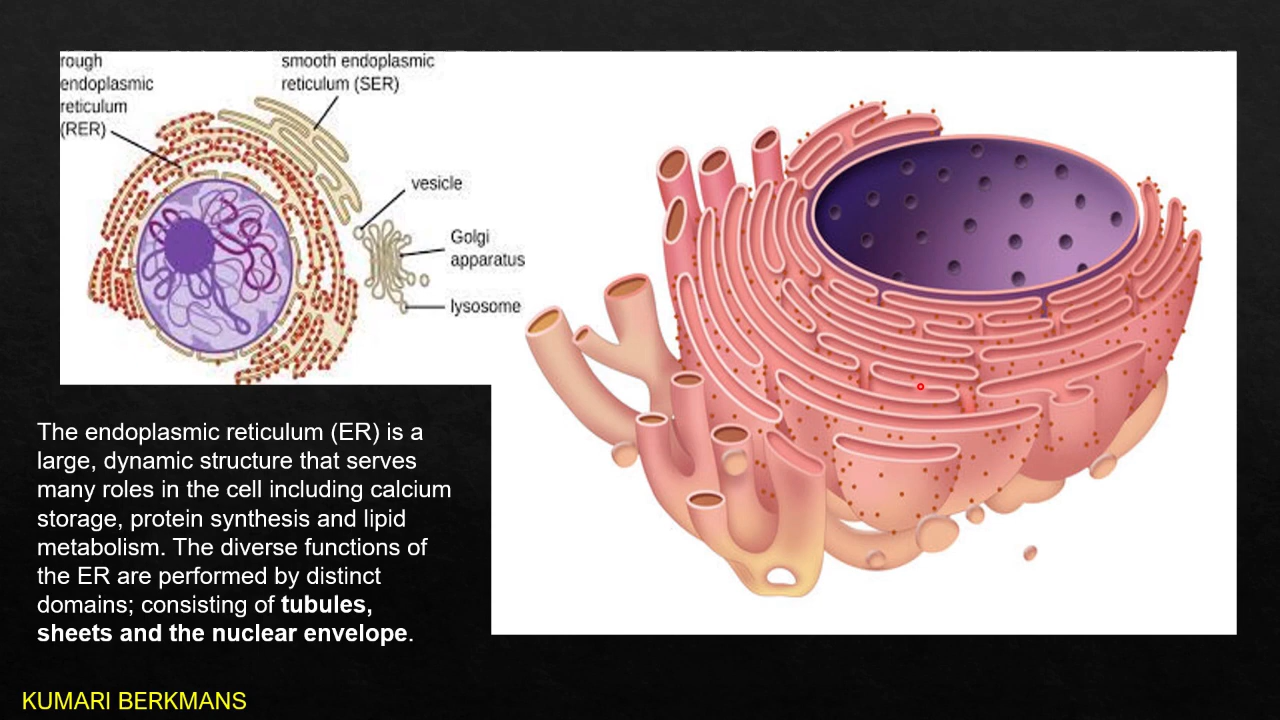 rough
endoplasmic
reticulum
(RER)
smooth endoplasmic
reticulum (SER)
vesicle
Golgi
apparatus
lysosome
The endoplasmic reticulum (ER) is a
large, dynamic structure that serves
many roles in the cell including calcium
storage, protein synthesis and lipid
metabolism. The diverse functions of
the ER are performed by distinct
domains; consisting of tubules,
sheets and the nuclear envelope.
KUMARI BERKMANS